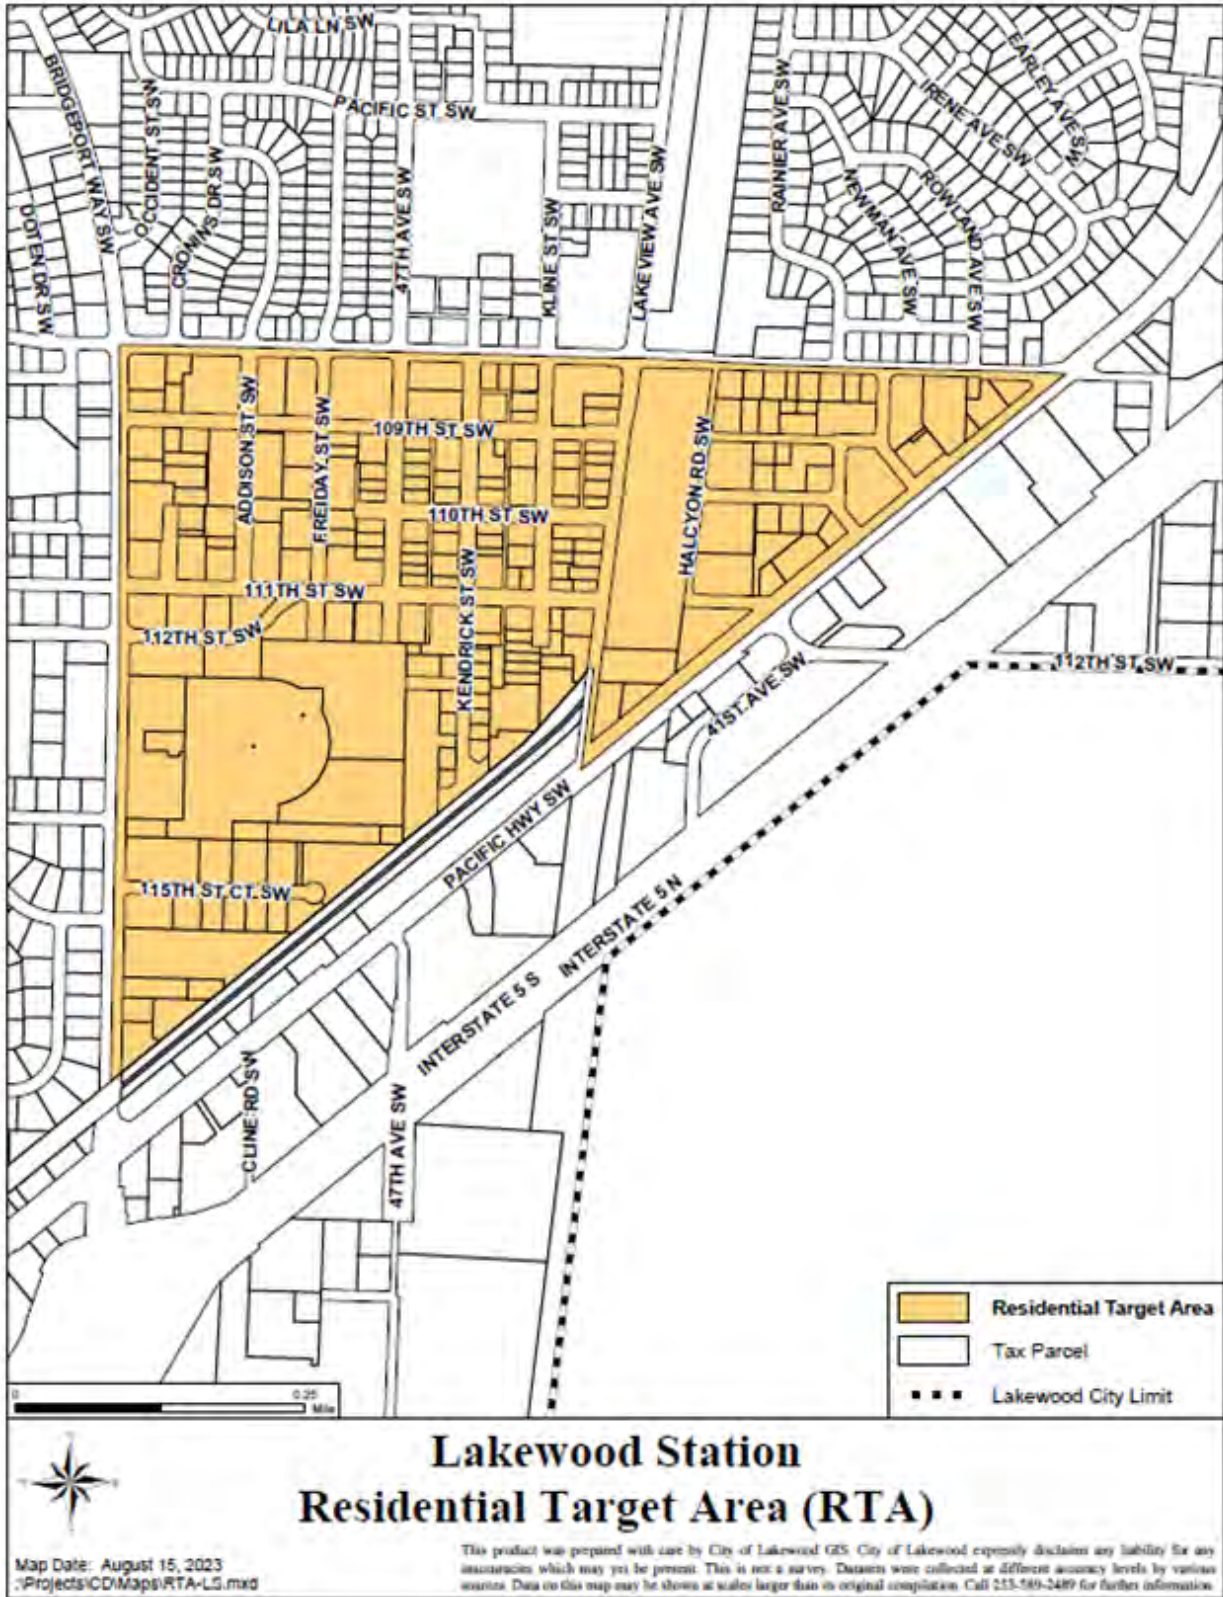 LILA LN SW
BRIDGEPORT WAY SW
OCCIDENT ST SW
PACIFIC ST SW
CRONINS DR SW
DOTEN DR SW
47TH AVE SW
KLINE ST SW
LAKEVIEW AVE SW
RAINIER AVE SW
EARLEY AVE SW
IRENE AVE SW
ROWLAND AVE SW
NEWMAN AVE SW
ADDISON ST SW
FREIDAY ST SW
109TH ST SW
110TH ST SW
HALCYON RD SW
111TH ST SW
KENDRICK ST SW
112TH ST SW
112TH ST SW
41ST AVE SW
PACIFIC HWY SW
115TH ST CT SW
INTERSTATE 5 N
INTERSTATE 5 S
CLINE RD SW
47TH AVE SW
Residential Target Area
Tax Parcel
Lakewood City Limit
0 0.25
Mile
Lakewood Station
Residential Target Area (RTA)
Map Date: August 15, 2023
:\Projects\CD\Maps\RTA-LS.mxd
This product was prepared with care by City of Lakewood GIS. City of Lakewood expressly disclaims any liability for any
inaccuracies which may yet be present. This is not a survey. Datasets were collected at different accuracy levels by various
sources. Data on this map may be shown at scales larger than its original compilation. Call 253-589-2489 for further information.